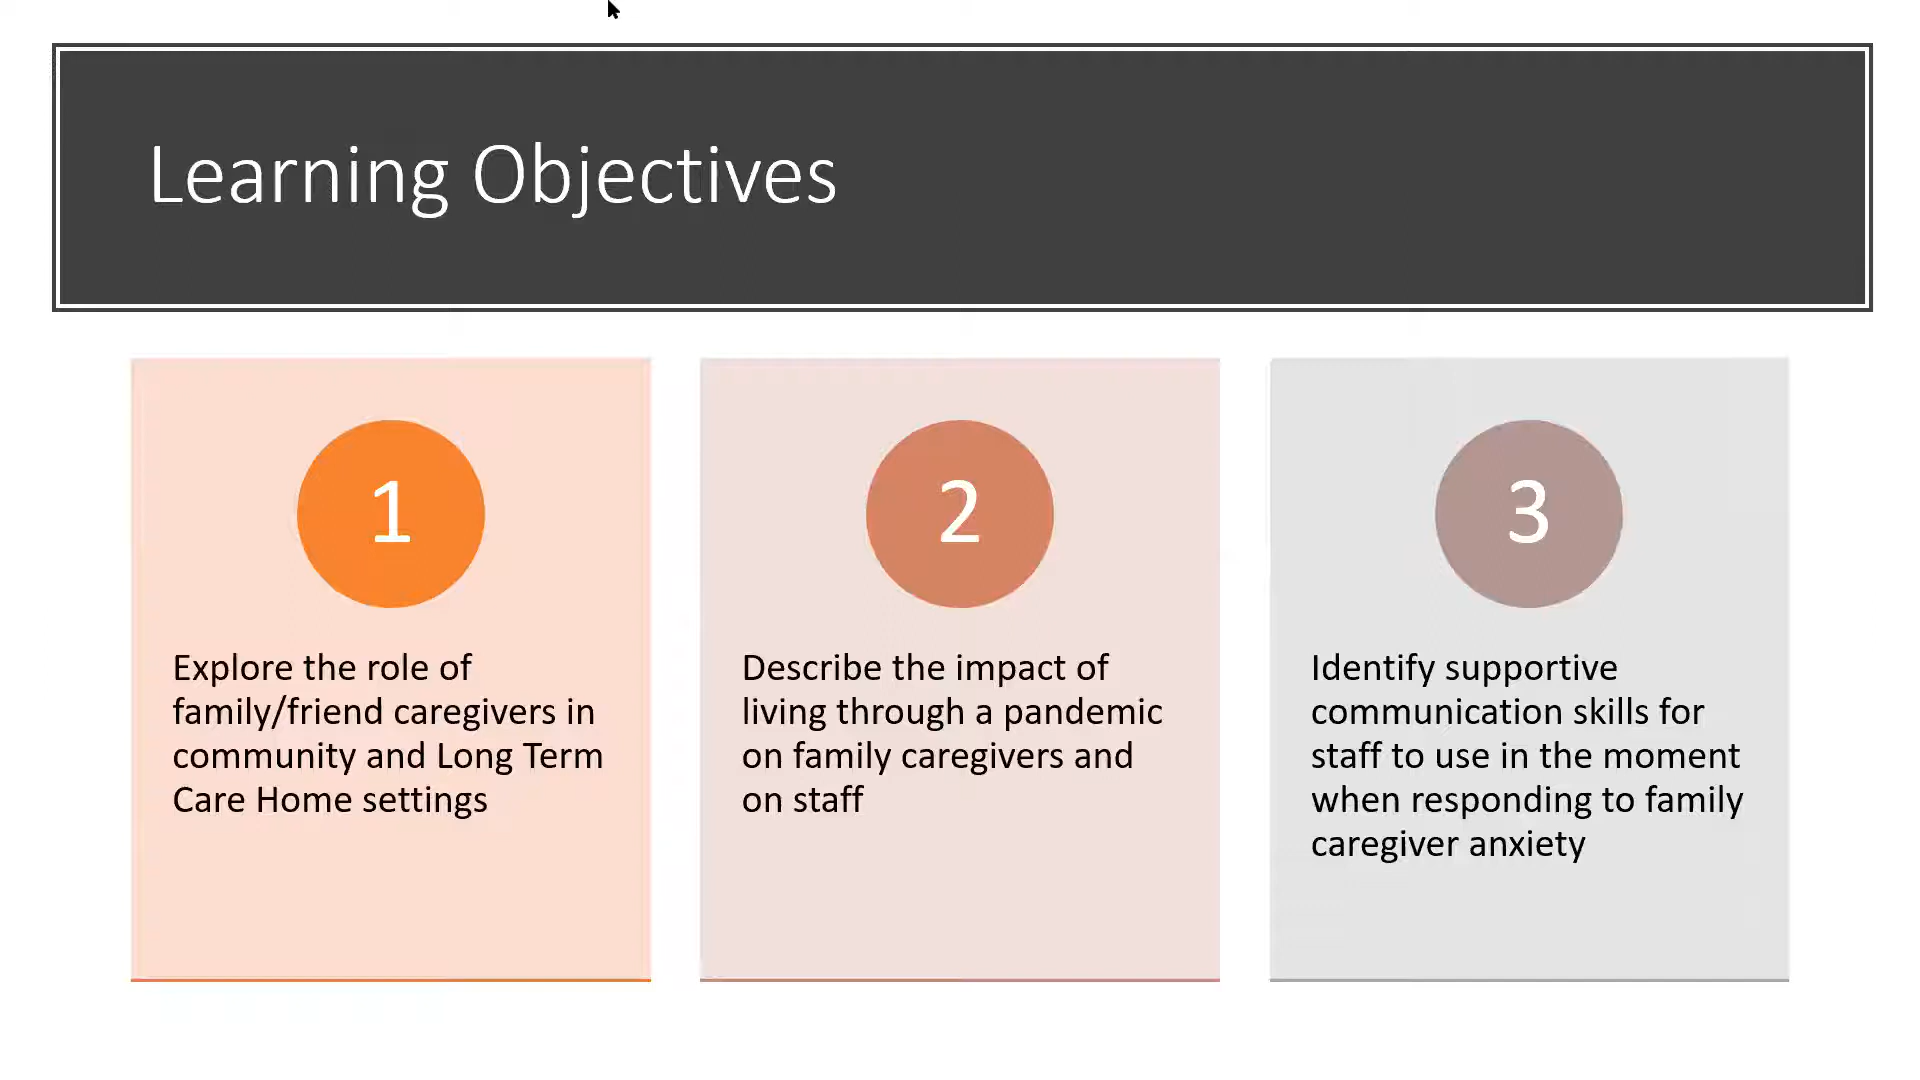 Learning Objectives
1
Explore the role of
family/friend caregivers in
community and Long Term
Care Home settings
2
Describe the impact of
living through a pandemic
on family caregivers and
on staff
3
Identify supportive
communication skills for
staff to use in the moment
when responding to family
caregiver anxiety